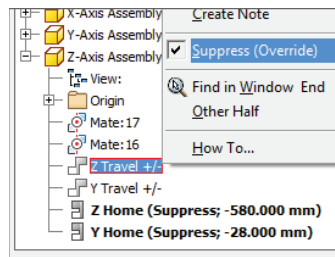 X-Axis Assembly
Y-Axis Assembly
Z-Axis Assembly
View:
Origin
Mate:17
Mate:16
Z Travel +/-
Y Travel +/-
Z Home (Suppress; -580.000 mm)
Y Home (Suppress; -28.000 mm)
Create Note
Suppress (Override)
Find in Window End
Other Half
How To...